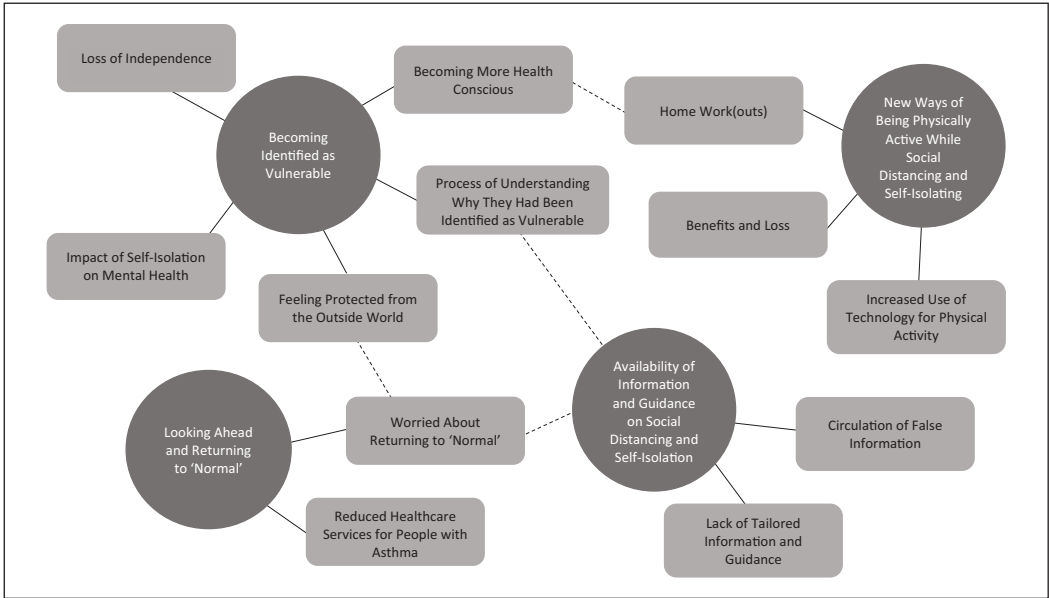 Loss of Independence
Becoming More Health
Conscious
Home Work(outs)
New Ways of
Being Physically
Active While
Social
Distancing and
Self-Isolating
Becoming
Identified as
Vulnerable
Process of Understanding
Why They Had Been
Identified as Vulnerable
Benefits and Loss
Impact of Self-Isolation
on Mental Health
Feeling Protected from
the Outside World
Increased Use of
Technology for Physical
Activity
Availability of
Information
and Guidance
on Social
Distancing and
Self-Isolation
Looking Ahead
and Returning
to ‘Normal’
Worried About
Returning to ‘Normal’
Circulation of False
Information
Reduced Healthcare
Services for People with
Asthma
Lack of Tailored
Information and
Guidance